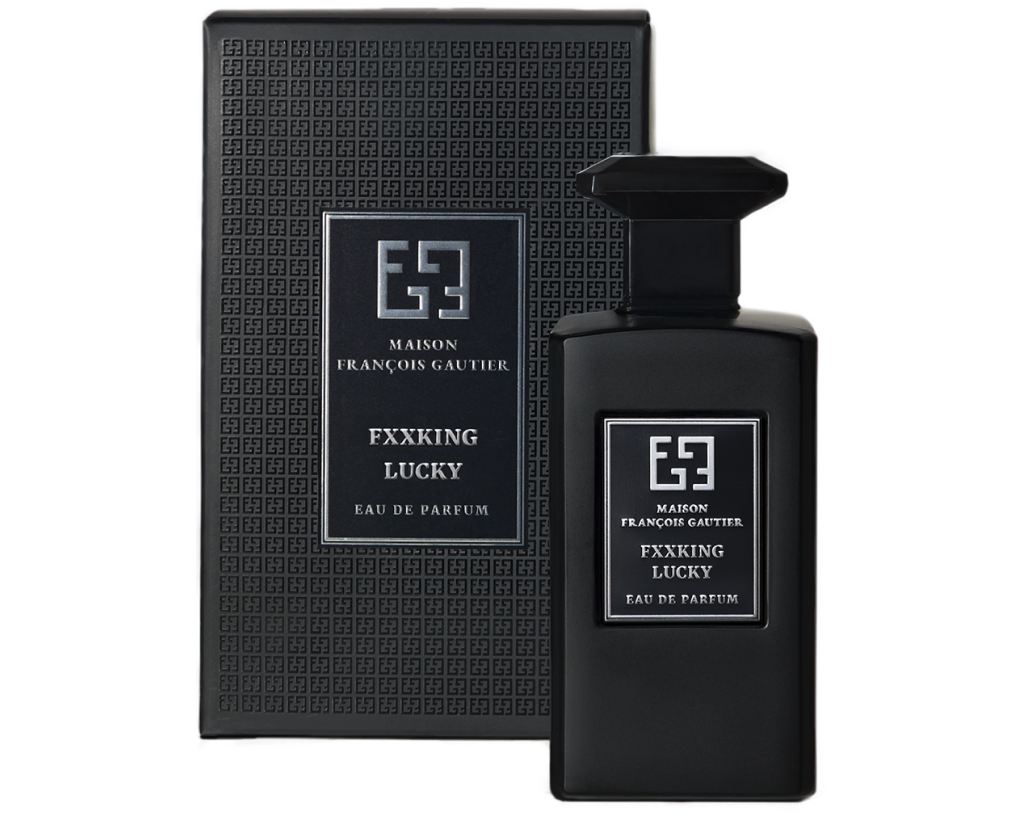 MAISON
FRANÇOIS GAUTIER
FXXKING
LUCKY
EAU DE PARFUM
MAISON
FRANÇOIS GAUTIER
FXXKING
LUCKY
EAU DE PARFUM